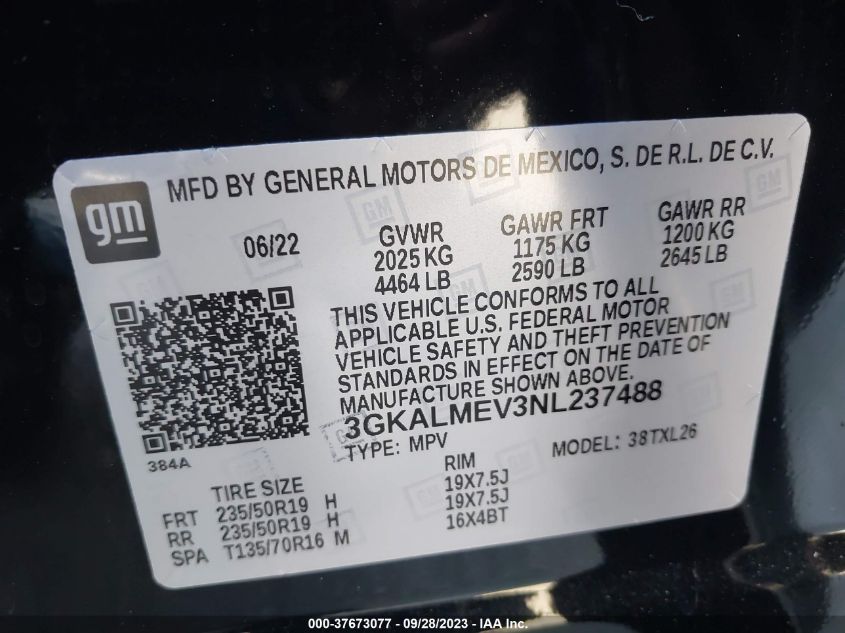 gm
MFD BY GENERAL MOTORS DE MEXICO, S. DE R.L. DE C.V.
06/22
GVWR GAWR FRT GAWR RR
2025 KG 1175 KG 1200 KG
4464 LB 2590 LB 2645 LB
THIS VEHICLE CONFORMS TO ALL
APPLICABLE U.S. FEDERAL MOTOR
VEHICLE SAFETY AND THEFT PREVENTION
STANDARDS IN EFFECT ON THE DATE OF
MANUFACTURE SHOWN ABOVE.
3GKALMEV3NL237488
TYPE: MPV MODEL: 38TXL26
384A
TIRE SIZE RIM
FRT 235/50R19 H 19X7.5J
RR 235/50R19 H 19X7.5J
SPA T135/70R16 M 16X4BT
000-37673077 — 09/28/2023 - IAA Inc.